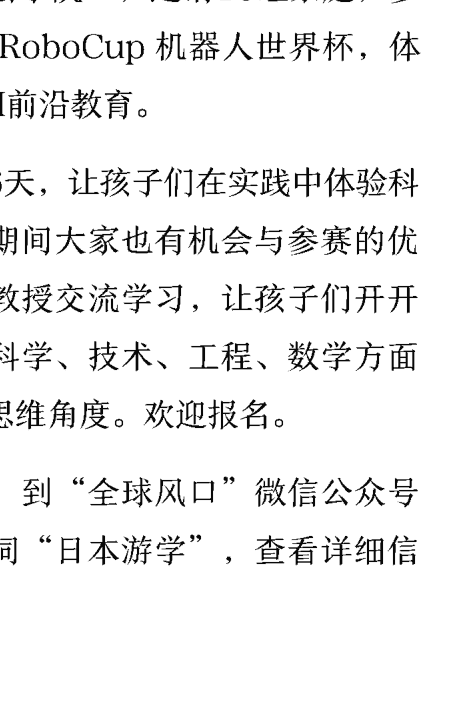 RoboCup 机器人世界杯，体
前沿教育。
天，让孩子们在实践中体验科
期间大家也有机会与参赛的优
教授交流学习，让孩子们开开
科学、技术、工程、数学方面
思维角度。欢迎报名。
到“全球风口”微信公众号
“日本游学”，查看详细信